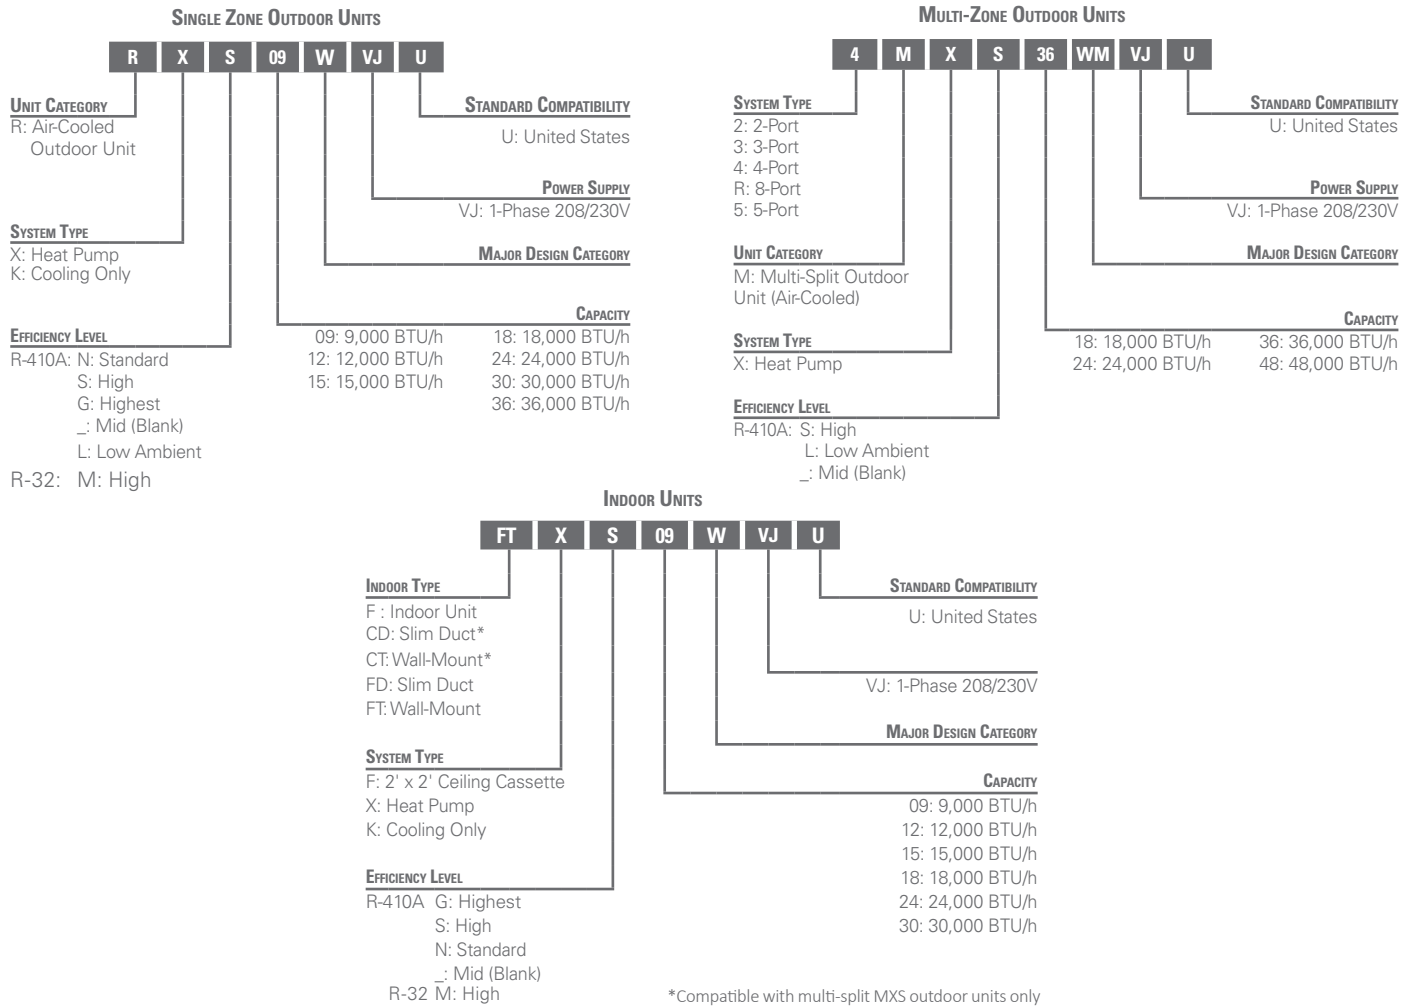 SINGLE ZONE OUTDOOR UNITS
R X S 09 W VJ U
UNIT CATEGORY
R: Air-Cooled
Outdoor Unit
SYSTEM TYPE
X: Heat Pump
K: Cooling Only
EFFICIENCY LEVEL
R-410A: N: Standard
S: High
G: Highest
_: Mid (Blank)
L: Low Ambient
R-32: M: High
STANDARD COMPATIBILITY
U: United States
POWER SUPPLY
VJ: 1-Phase 208/230V
MAJOR DESIGN CATEGORY
CAPACITY
09: 9,000 BTU/h 18: 18,000 BTU/h
12: 12,000 BTU/h 24: 24,000 BTU/h
15: 15,000 BTU/h 30: 30,000 BTU/h
36: 36,000 BTU/h
MULTI-ZONE OUTDOOR UNITS
4 M X S 36 WM VJ U
SYSTEM TYPE
2: 2-Port
3: 3-Port
4: 4-Port
R: 8-Port
5: 5-Port
UNIT CATEGORY
M: Multi-Split Outdoor
Unit (Air-Cooled)
SYSTEM TYPE
X: Heat Pump
EFFICIENCY LEVEL
R-410A: S: High
L: Low Ambient
_: Mid (Blank)
STANDARD COMPATIBILITY
U: United States
POWER SUPPLY
VJ: 1-Phase 208/230V
MAJOR DESIGN CATEGORY
CAPACITY
18: 18,000 BTU/h 36: 36,000 BTU/h
24: 24,000 BTU/h 48: 48,000 BTU/h
INDOOR UNITS
FT X S 09 W VJ U
INDOOR TYPE
F : Indoor Unit
CD: Slim Duct*
CT: Wall-Mount*
FD: Slim Duct
FT: Wall-Mount
SYSTEM TYPE
F: 2' x 2' Ceiling Cassette
X: Heat Pump
K: Cooling Only
EFFICIENCY LEVEL
R-410A G: Highest
S: High
N: Standard
_: Mid (Blank)
R-32 M: High
STANDARD COMPATIBILITY
U: United States
VJ: 1-Phase 208/230V
MAJOR DESIGN CATEGORY
CAPACITY
09: 9,000 BTU/h
12: 12,000 BTU/h
15: 15,000 BTU/h
18: 18,000 BTU/h
24: 24,000 BTU/h
30: 30,000 BTU/h
*Compatible with multi-split MXS outdoor units only